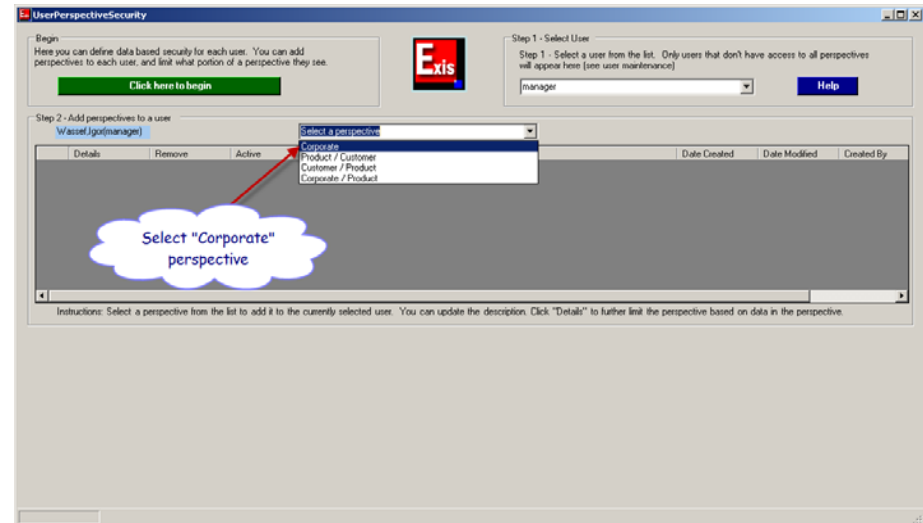 UserPerspectiveSecurity
Begin
Here you can define data based security for each user. You can add
perspectives to each user, and limit what portion of a perspective they see.
Click here to begin
Exis
Step 1 - Select User
Step 1 - Select a user from the list. Only users that don't have access to all perspectives
will appear here (see user maintenance)
manager
Help
Step 2 - Add perspectives to a user
Wassef,Igor(manager)
Select a perspective
Corporate
Product / Customer
Customer / Product
Corporate / Product
Details Remove Active Date Created Date Modified Created By
Select "Corporate"
perspective
Instructions: Select a perspective from the list to add it to the currently selected user. You can update the description. Click "Details" to further limit the perspective based on data in the perspective.